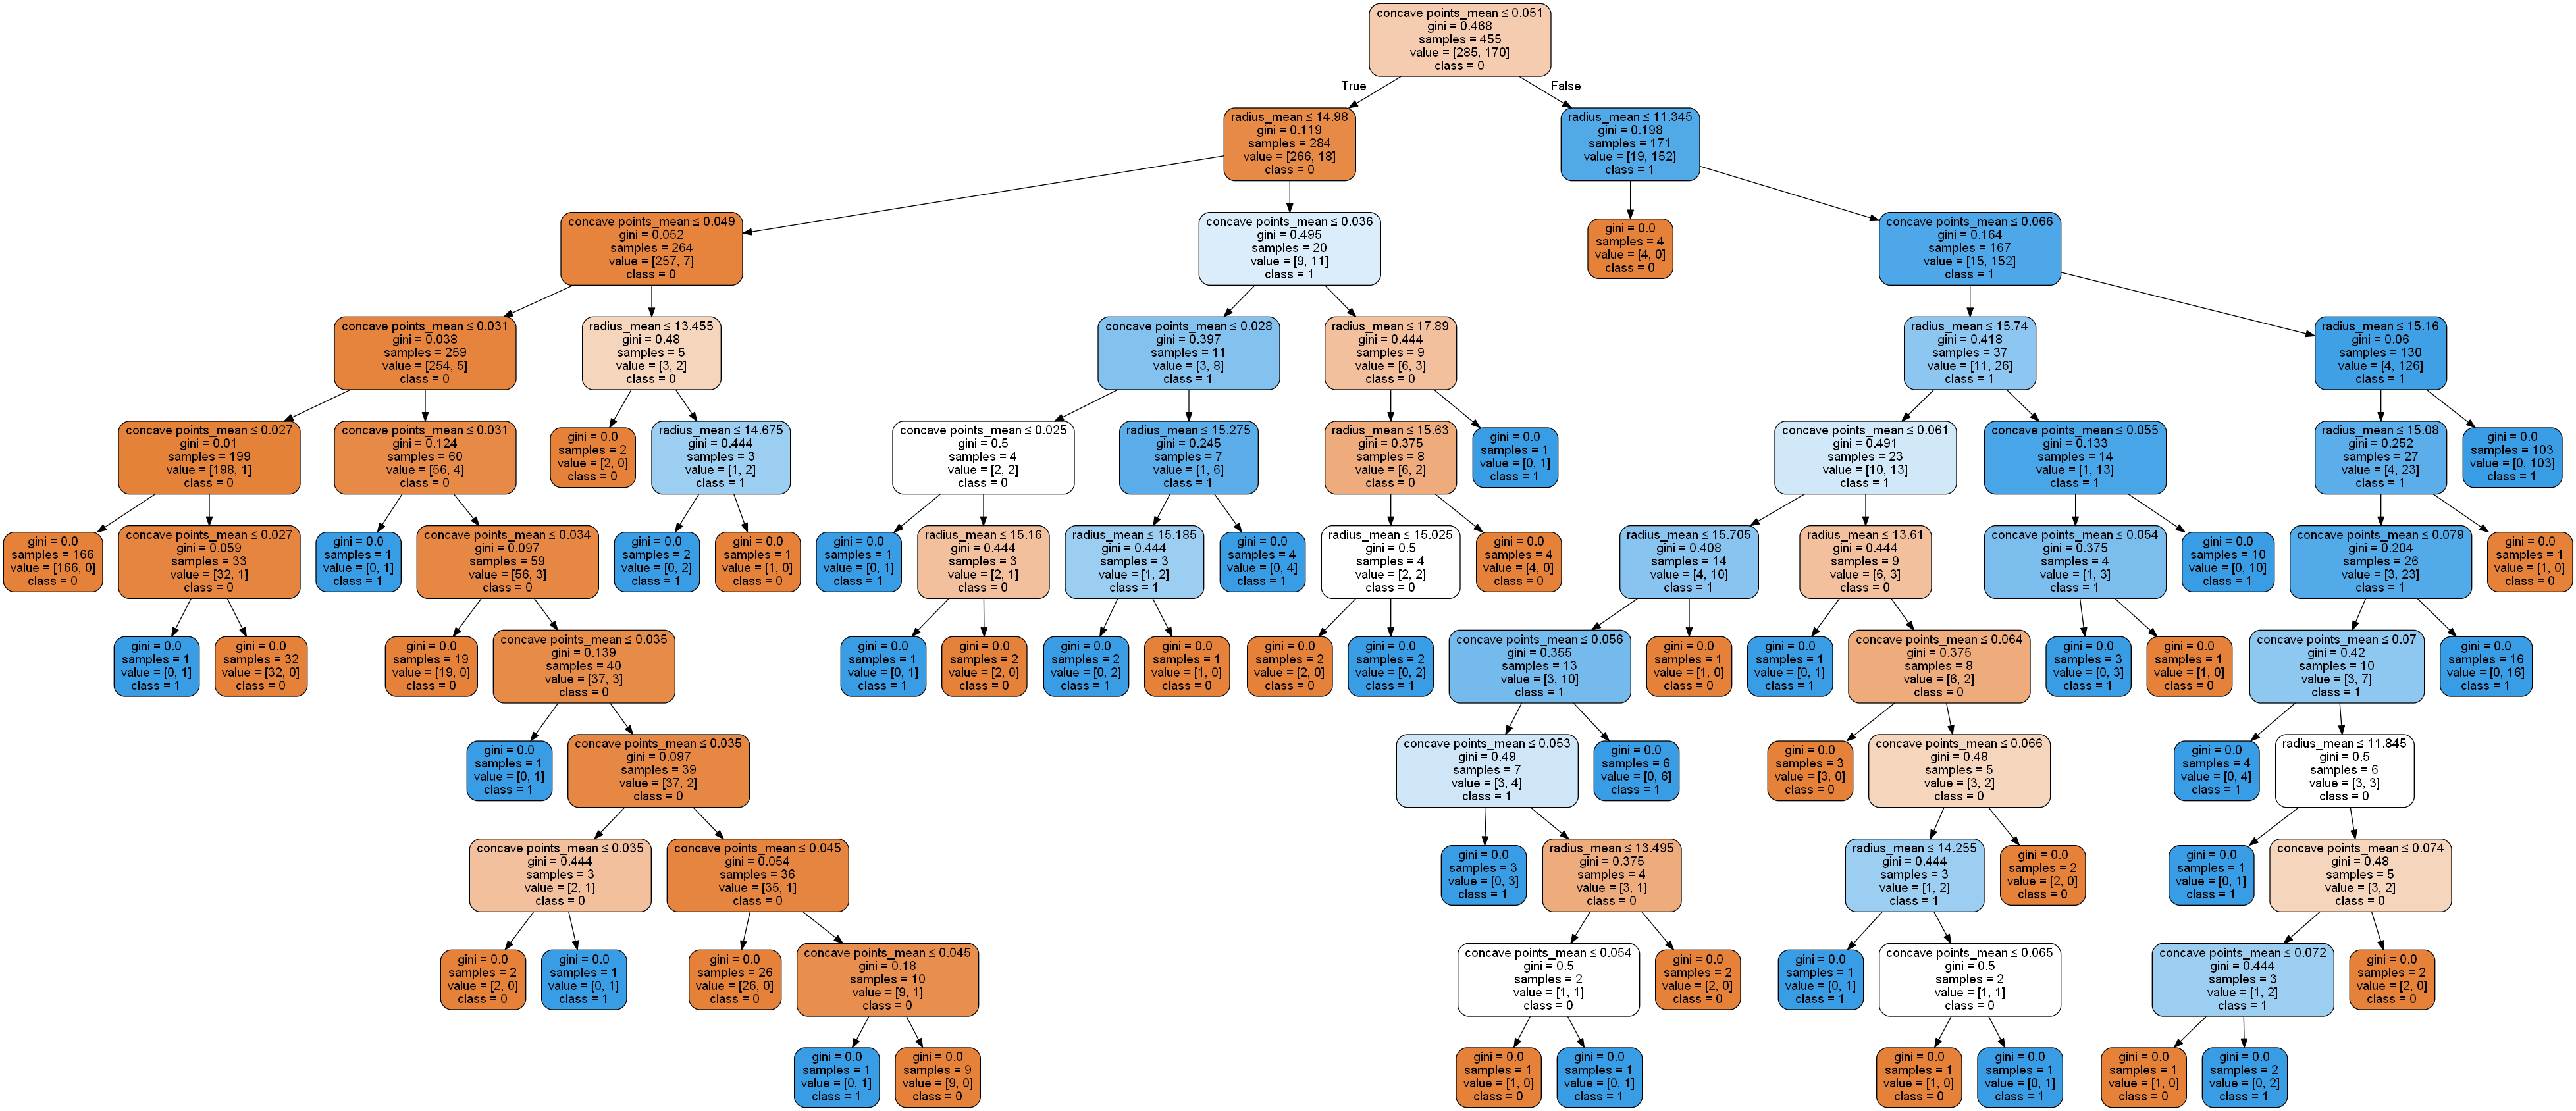 concave points_mean ≤ 0.051
gini = 0.468
samples = 455
value = [285, 170]
class = 0
True
False
radius_mean ≤ 14.98
gini = 0.119
samples = 284
value = [266, 18]
class = 0
radius_mean ≤ 11.345
gini = 0.198
samples = 171
value = [19, 152]
class = 1
concave points_mean ≤ 0.049
gini = 0.052
samples = 264
value = [257, 7]
class = 0
concave points_mean ≤ 0.036
gini = 0.495
samples = 20
value = [9, 11]
class = 1
gini = 0.0
samples = 4
value = [4, 0]
class = 0
concave points_mean ≤ 0.066
gini = 0.164
samples = 167
value = [15, 152]
class = 1
concave points_mean ≤ 0.031
gini = 0.038
samples = 259
value = [254, 5]
class = 0
radius_mean ≤ 13.455
gini = 0.48
samples = 5
value = [3, 2]
class = 0
concave points_mean ≤ 0.028
gini = 0.397
samples = 11
value = [3, 8]
class = 1
radius_mean ≤ 17.89
gini = 0.444
samples = 9
value = [6, 3]
class = 0
radius_mean ≤ 15.74
gini = 0.418
samples = 37
value = [11, 26]
class = 1
radius_mean ≤ 15.16
gini = 0.06
samples = 130
value = [4, 126]
class = 1
concave points_mean ≤ 0.027
gini = 0.01
samples = 199
value = [198, 1]
class = 0
concave points_mean ≤ 0.031
gini = 0.124
samples = 60
value = [56, 4]
class = 0
gini = 0.0
samples = 2
value = [2, 0]
class = 0
radius_mean ≤ 14.675
gini = 0.444
samples = 3
value = [1, 2]
class = 1
concave points_mean ≤ 0.025
gini = 0.5
samples = 4
value = [2, 2]
class = 0
radius_mean ≤ 15.275
gini = 0.245
samples = 7
value = [1, 6]
class = 1
radius_mean ≤ 15.63
gini = 0.375
samples = 8
value = [6, 2]
class = 0
gini = 0.0
samples = 1
value = [0, 1]
class = 1
concave points_mean ≤ 0.061
gini = 0.491
samples = 23
value = [10, 13]
class = 1
concave points_mean ≤ 0.055
gini = 0.133
samples = 14
value = [1, 13]
class = 1
radius_mean ≤ 15.08
gini = 0.252
samples = 27
value = [4, 23]
class = 1
gini = 0.0
samples = 103
value = [0, 103]
class = 1
gini = 0.0
samples = 166
value = [166, 0]
class = 0
concave points_mean ≤ 0.027
gini = 0.059
samples = 33
value = [32, 1]
class = 0
gini = 0.0
samples = 1
value = [0, 1]
class = 1
concave points_mean ≤ 0.034
gini = 0.097
samples = 59
value = [56, 3]
class = 0
gini = 0.0
samples = 2
value = [0, 2]
class = 1
gini = 0.0
samples = 1
value = [1, 0]
class = 0
gini = 0.0
samples = 1
value = [0, 1]
class = 1
radius_mean ≤ 15.16
gini = 0.444
samples = 3
value = [2, 1]
class = 0
radius_mean ≤ 15.185
gini = 0.444
samples = 3
value = [1, 2]
class = 1
gini = 0.0
samples = 4
value = [0, 4]
class = 1
radius_mean ≤ 15.025
gini = 0.5
samples = 4
value = [2, 2]
class = 0
gini = 0.0
samples = 4
value = [4, 0]
class = 0
radius_mean ≤ 15.705
gini = 0.408
samples = 14
value = [4, 10]
class = 1
radius_mean ≤ 13.61
gini = 0.444
samples = 9
value = [6, 3]
class = 0
concave points_mean ≤ 0.054
gini = 0.375
samples = 4
value = [1, 3]
class = 1
gini = 0.0
samples = 10
value = [0, 10]
class = 1
concave points_mean ≤ 0.079
gini = 0.204
samples = 26
value = [3, 23]
class = 1
gini = 0.0
samples = 1
value = [1, 0]
class = 0
gini = 0.0
samples = 1
value = [0, 1]
class = 1
gini = 0.0
samples = 32
value = [32, 0]
class = 0
gini = 0.0
samples = 19
value = [19, 0]
class = 0
concave points_mean ≤ 0.035
gini = 0.139
samples = 40
value = [37, 3]
class = 0
gini = 0.0
samples = 1
value = [0, 1]
class = 1
gini = 0.0
samples = 2
value = [2, 0]
class = 0
gini = 0.0
samples = 2
value = [0, 2]
class = 1
gini = 0.0
samples = 1
value = [1, 0]
class = 0
gini = 0.0
samples = 2
value = [2, 0]
class = 0
gini = 0.0
samples = 2
value = [0, 2]
class = 1
concave points_mean ≤ 0.056
gini = 0.355
samples = 13
value = [3, 10]
class = 1
gini = 0.0
samples = 1
value = [1, 0]
class = 0
gini = 0.0
samples = 1
value = [0, 1]
class = 1
concave points_mean ≤ 0.064
gini = 0.375
samples = 8
value = [6, 2]
class = 0
gini = 0.0
samples = 3
value = [0, 3]
class = 1
gini = 0.0
samples = 1
value = [1, 0]
class = 0
concave points_mean ≤ 0.07
gini = 0.42
samples = 10
value = [3, 7]
class = 1
gini = 0.0
samples = 16
value = [0, 16]
class = 1
gini = 0.0
samples = 1
value = [0, 1]
class = 1
concave points_mean ≤ 0.035
gini = 0.097
samples = 39
value = [37, 2]
class = 0
concave points_mean ≤ 0.053
gini = 0.49
samples = 7
value = [3, 4]
class = 1
gini = 0.0
samples = 6
value = [0, 6]
class = 1
gini = 0.0
samples = 3
value = [3, 0]
class = 0
concave points_mean ≤ 0.066
gini = 0.48
samples = 5
value = [3, 2]
class = 0
gini = 0.0
samples = 4
value = [0, 4]
class = 1
radius_mean ≤ 11.845
gini = 0.5
samples = 6
value = [3, 3]
class = 0
concave points_mean ≤ 0.035
gini = 0.444
samples = 3
value = [2, 1]
class = 0
concave points_mean ≤ 0.045
gini = 0.054
samples = 36
value = [35, 1]
class = 0
gini = 0.0
samples = 3
value = [0, 3]
class = 1
radius_mean ≤ 13.495
gini = 0.375
samples = 4
value = [3, 1]
class = 0
radius_mean ≤ 14.255
gini = 0.444
samples = 3
value = [1, 2]
class = 1
gini = 0.0
samples = 2
value = [2, 0]
class = 0
gini = 0.0
samples = 1
value = [0, 1]
class = 1
concave points_mean ≤ 0.074
gini = 0.48
samples = 5
value = [3, 2]
class = 0
gini = 0.0
samples = 2
value = [2, 0]
class = 0
gini = 0.0
samples = 1
value = [0, 1]
class = 1
gini = 0.0
samples = 26
value = [26, 0]
class = 0
concave points_mean ≤ 0.045
gini = 0.18
samples = 10
value = [9, 1]
class = 0
concave points_mean ≤ 0.054
gini = 0.5
samples = 2
value = [1, 1]
class = 0
gini = 0.0
samples = 2
value = [2, 0]
class = 0
gini = 0.0
samples = 1
value = [0, 1]
class = 1
concave points_mean ≤ 0.065
gini = 0.5
samples = 2
value = [1, 1]
class = 0
concave points_mean ≤ 0.072
gini = 0.444
samples = 3
value = [1, 2]
class = 1
gini = 0.0
samples = 2
value = [2, 0]
class = 0
gini = 0.0
samples = 1
value = [0, 1]
class = 1
gini = 0.0
samples = 9
value = [9, 0]
class = 0
gini = 0.0
samples = 1
value = [1, 0]
class = 0
gini = 0.0
samples = 1
value = [0, 1]
class = 1
gini = 0.0
samples = 1
value = [1, 0]
class = 0
gini = 0.0
samples = 1
value = [0, 1]
class = 1
gini = 0.0
samples = 1
value = [1, 0]
class = 0
gini = 0.0
samples = 2
value = [0, 2]
class = 1